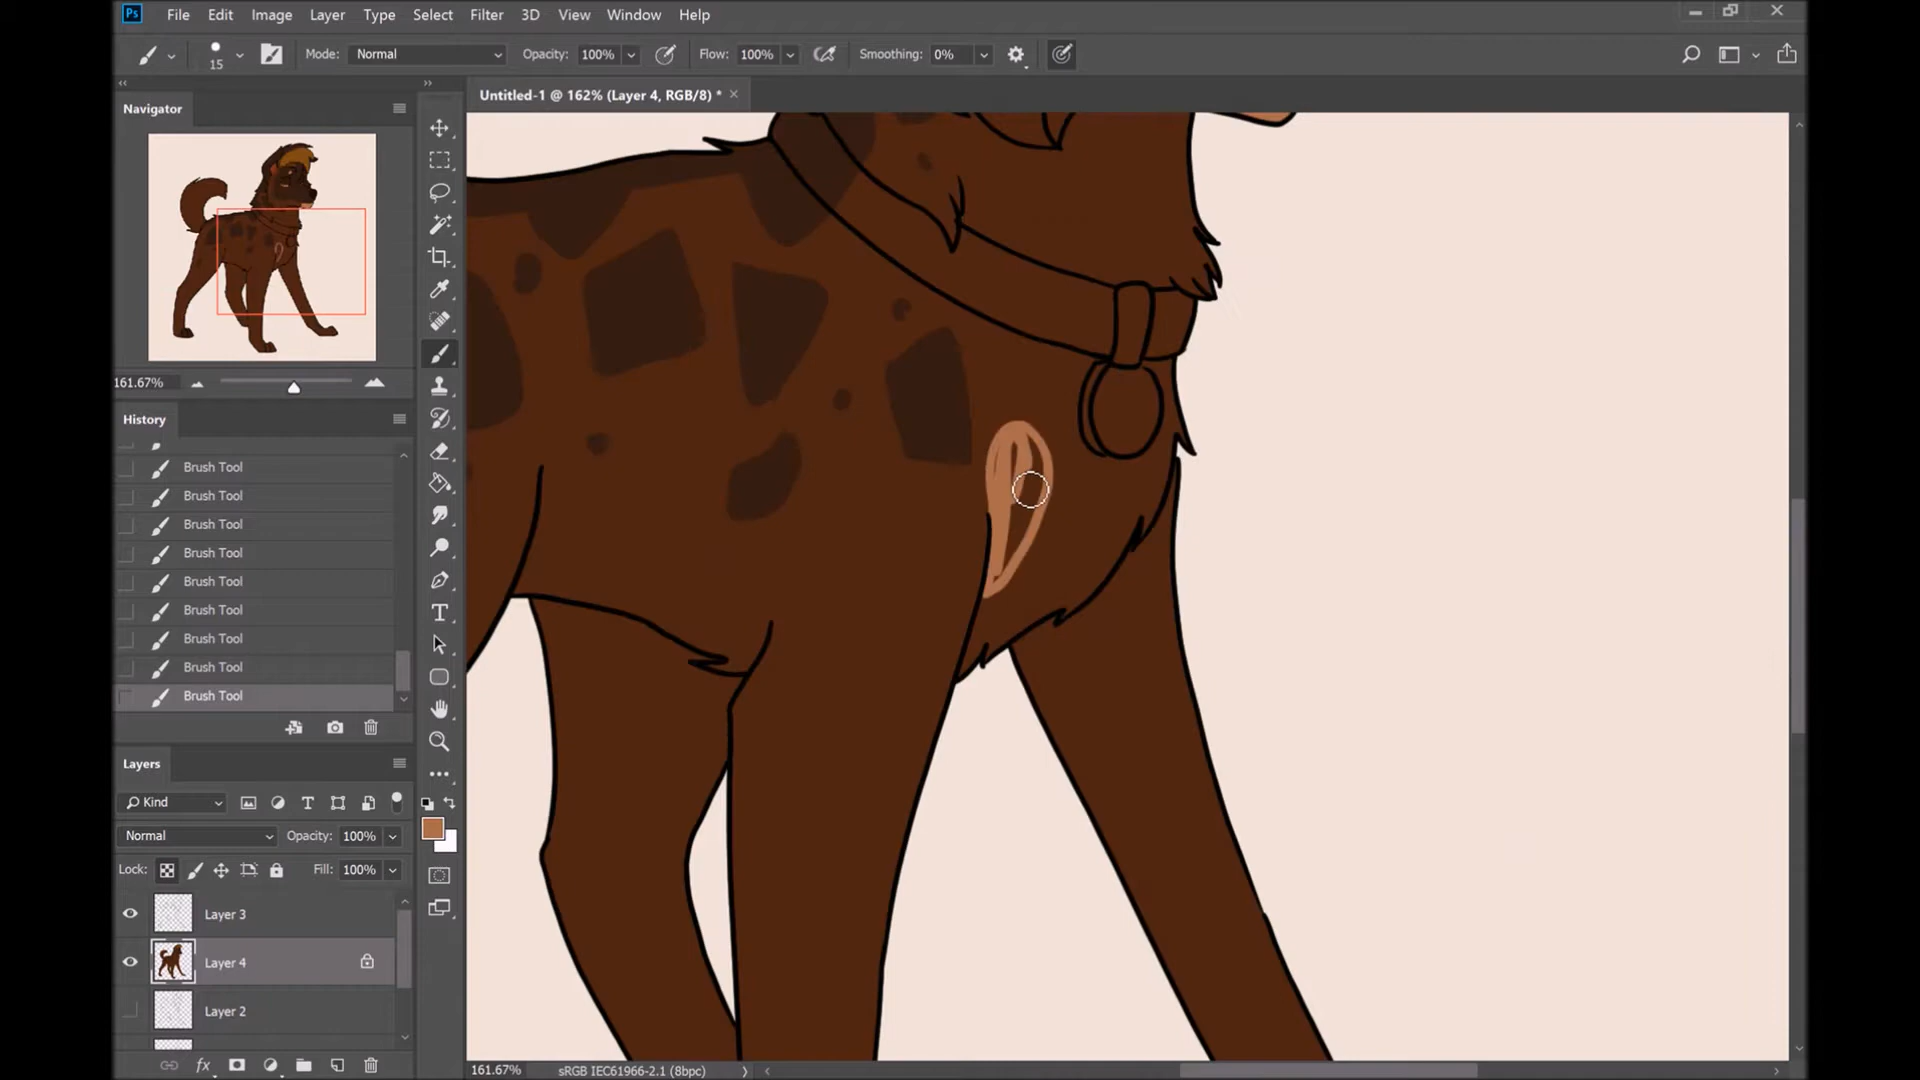 Ps File Edit Image Layer Type Select Filter 3D View Window Help
15 Mode: Normal Opacity: 100% Flow: 100% Smoothing: 0%
Untitled-1 @ 162% (Layer 4, RGB/8) *
Navigator
161.67%
History
Brush Tool
Brush Tool
Brush Tool
Brush Tool
Brush Tool
Brush Tool
Brush Tool
Brush Tool
Brush Tool
Layers
Kind
Normal Opacity: 100%
Lock: Fill: 100%
Layer 3
Layer 4
Layer 2
fx
161.67% sRGB IEC61966-2.1 (8bpc)